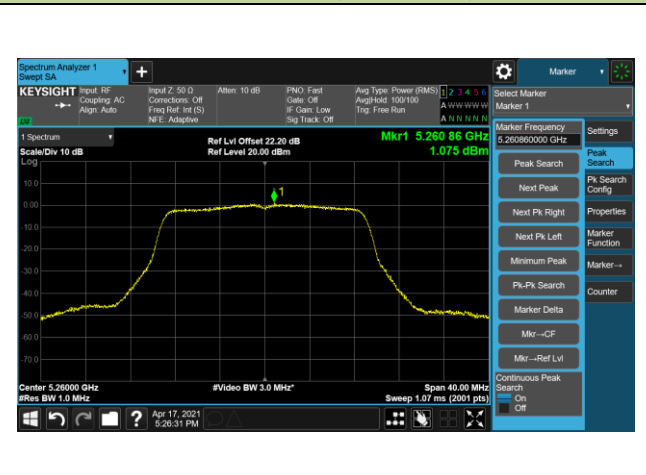 Spectrum Analyzer 1
Swept SA
+
Marker
KEYSIGHT
Input: RF
Coupling: AC
Align: Auto
Input Z: 50 Ω
Corrections: Off
Freq Ref: Int (S)
NFE: Adaptive
Atten: 10 dB
PNO: Fast
Gate: Off
IF Gain: Low
Sig Track: Off
Avg Type: Power (RMS)
Avg|Hold: 100/100
Trig: Free Run
1 2 3 4 5 6
A W W W W W
A N N N N N
Select Marker
Marker 1
1 Spectrum
Scale/Div 10 dB
Log
Ref Lvl Offset 22.20 dB
Ref Level 20.00 dBm
Mkr1 5.260 86 GHz
1.075 dBm
10.0
0.00
-10.0
-20.0
-30.0
-40.0
-50.0
-60.0
-70.0
1
Center 5.26000 GHz
#Res BW 1.0 MHz
#Video BW 3.0 MHz*
Span 40.00 MHz
Sweep 1.07 ms (2001 pts)
Marker Frequency
5.260860000 GHz
Peak Search
Next Peak
Next Pk Right
Next Pk Left
Minimum Peak
Pk-Pk Search
Marker Delta
Mkr→CF
Mkr→Ref Lvl
Continuous Peak
Search
On
Off
Settings
Peak
Search
Pk Search
Config
Properties
Marker
Function
Marker→
Counter
?
Apr 17, 2021
5:26:31 PM